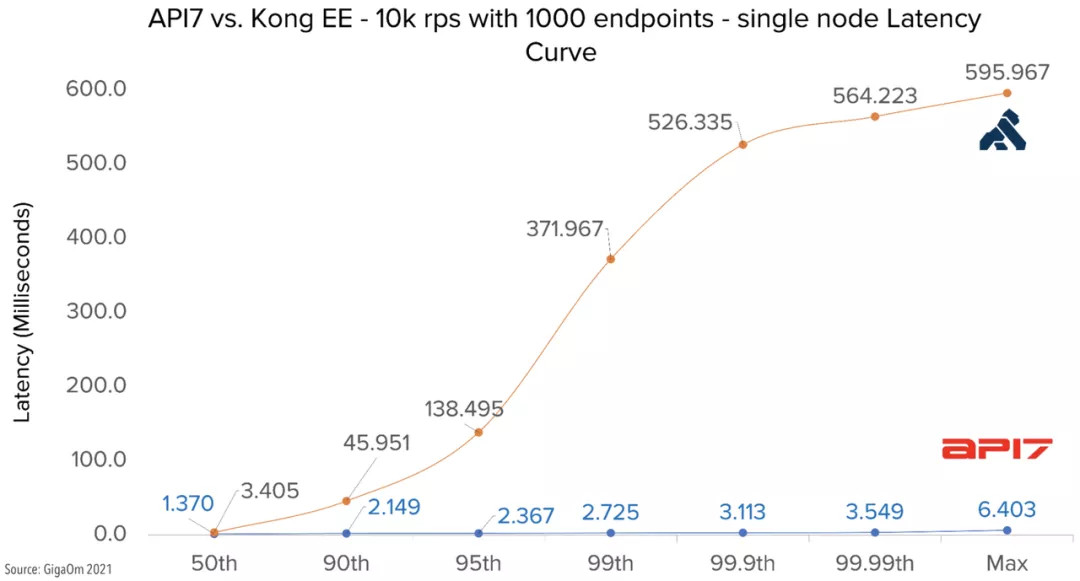 API7 vs. Kong EE - 10k rps with 1000 endpoints - single node Latency
Curve
Latency (Milliseconds)
600.0
500.0
400.0
300.0
200.0
100.0
0.0
3.405
45.951
138.495
371.967
526.335
564.223
595.967
API7
1.370
2.149
2.367
2.725
3.113
3.549
6.403
50th
90th
95th
99th
99.9th
99.99th
Max
Source: GigaOm 2021